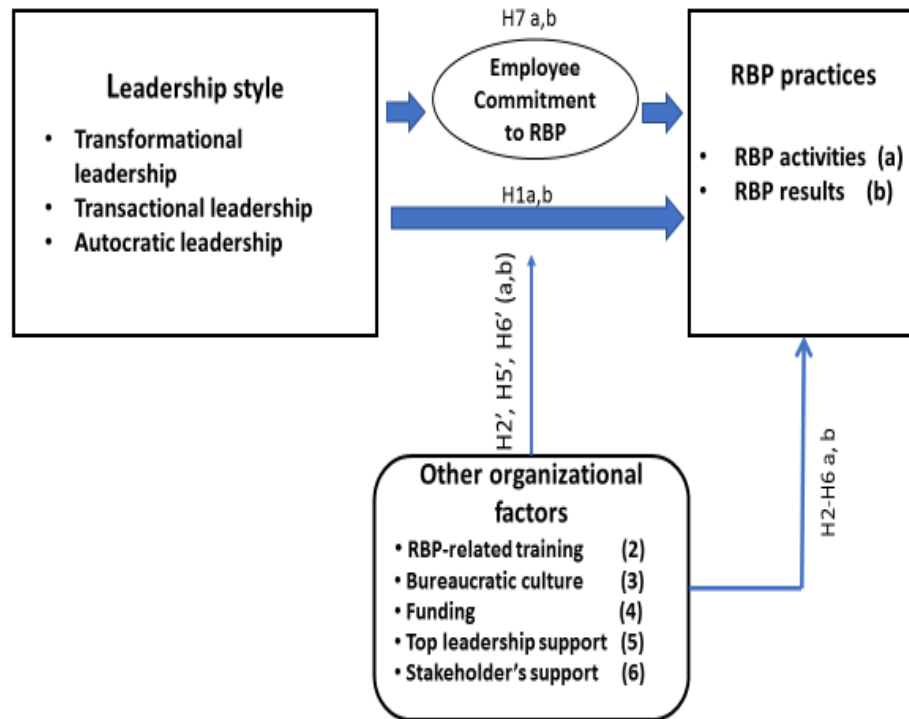 H7 a,b
Employee
Commitment
to RBP
Leadership style
• Transformational
leadership
• Transactional leadership
• Autocratic leadership
RBP practices
• RBP activities (a)
• RBP results (b)
H1a,b
H2’, H5’, H6’ (a,b)
H2-H6 a, b
Other organizational
factors
• RBP-related training (2)
• Bureaucratic culture (3)
• Funding (4)
• Top leadership support (5)
• Stakeholder’s support (6)